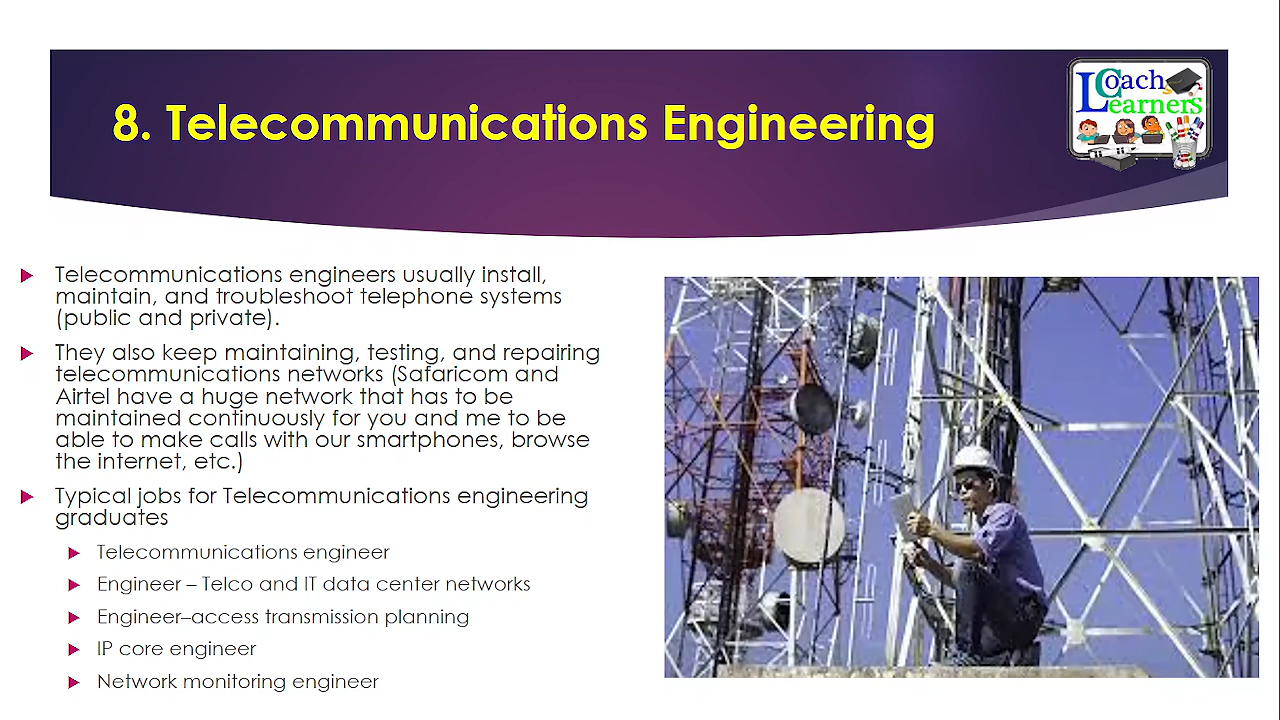 8. Telecommunications Engineering
Coach
Learners
Telecommunications engineers usually install,
maintain, and troubleshoot telephone systems
(public and private).
They also keep maintaining, testing, and repairing
telecommunications networks (Safaricom and
Airtel have a huge network that has to be
maintained continuously for you and me to be
able to make calls with our smartphones, browse
the internet, etc.)
Typical jobs for Telecommunications engineering
graduates
Telecommunications engineer
Engineer – Telco and IT data center networks
Engineer–access transmission planning
IP core engineer
Network monitoring engineer